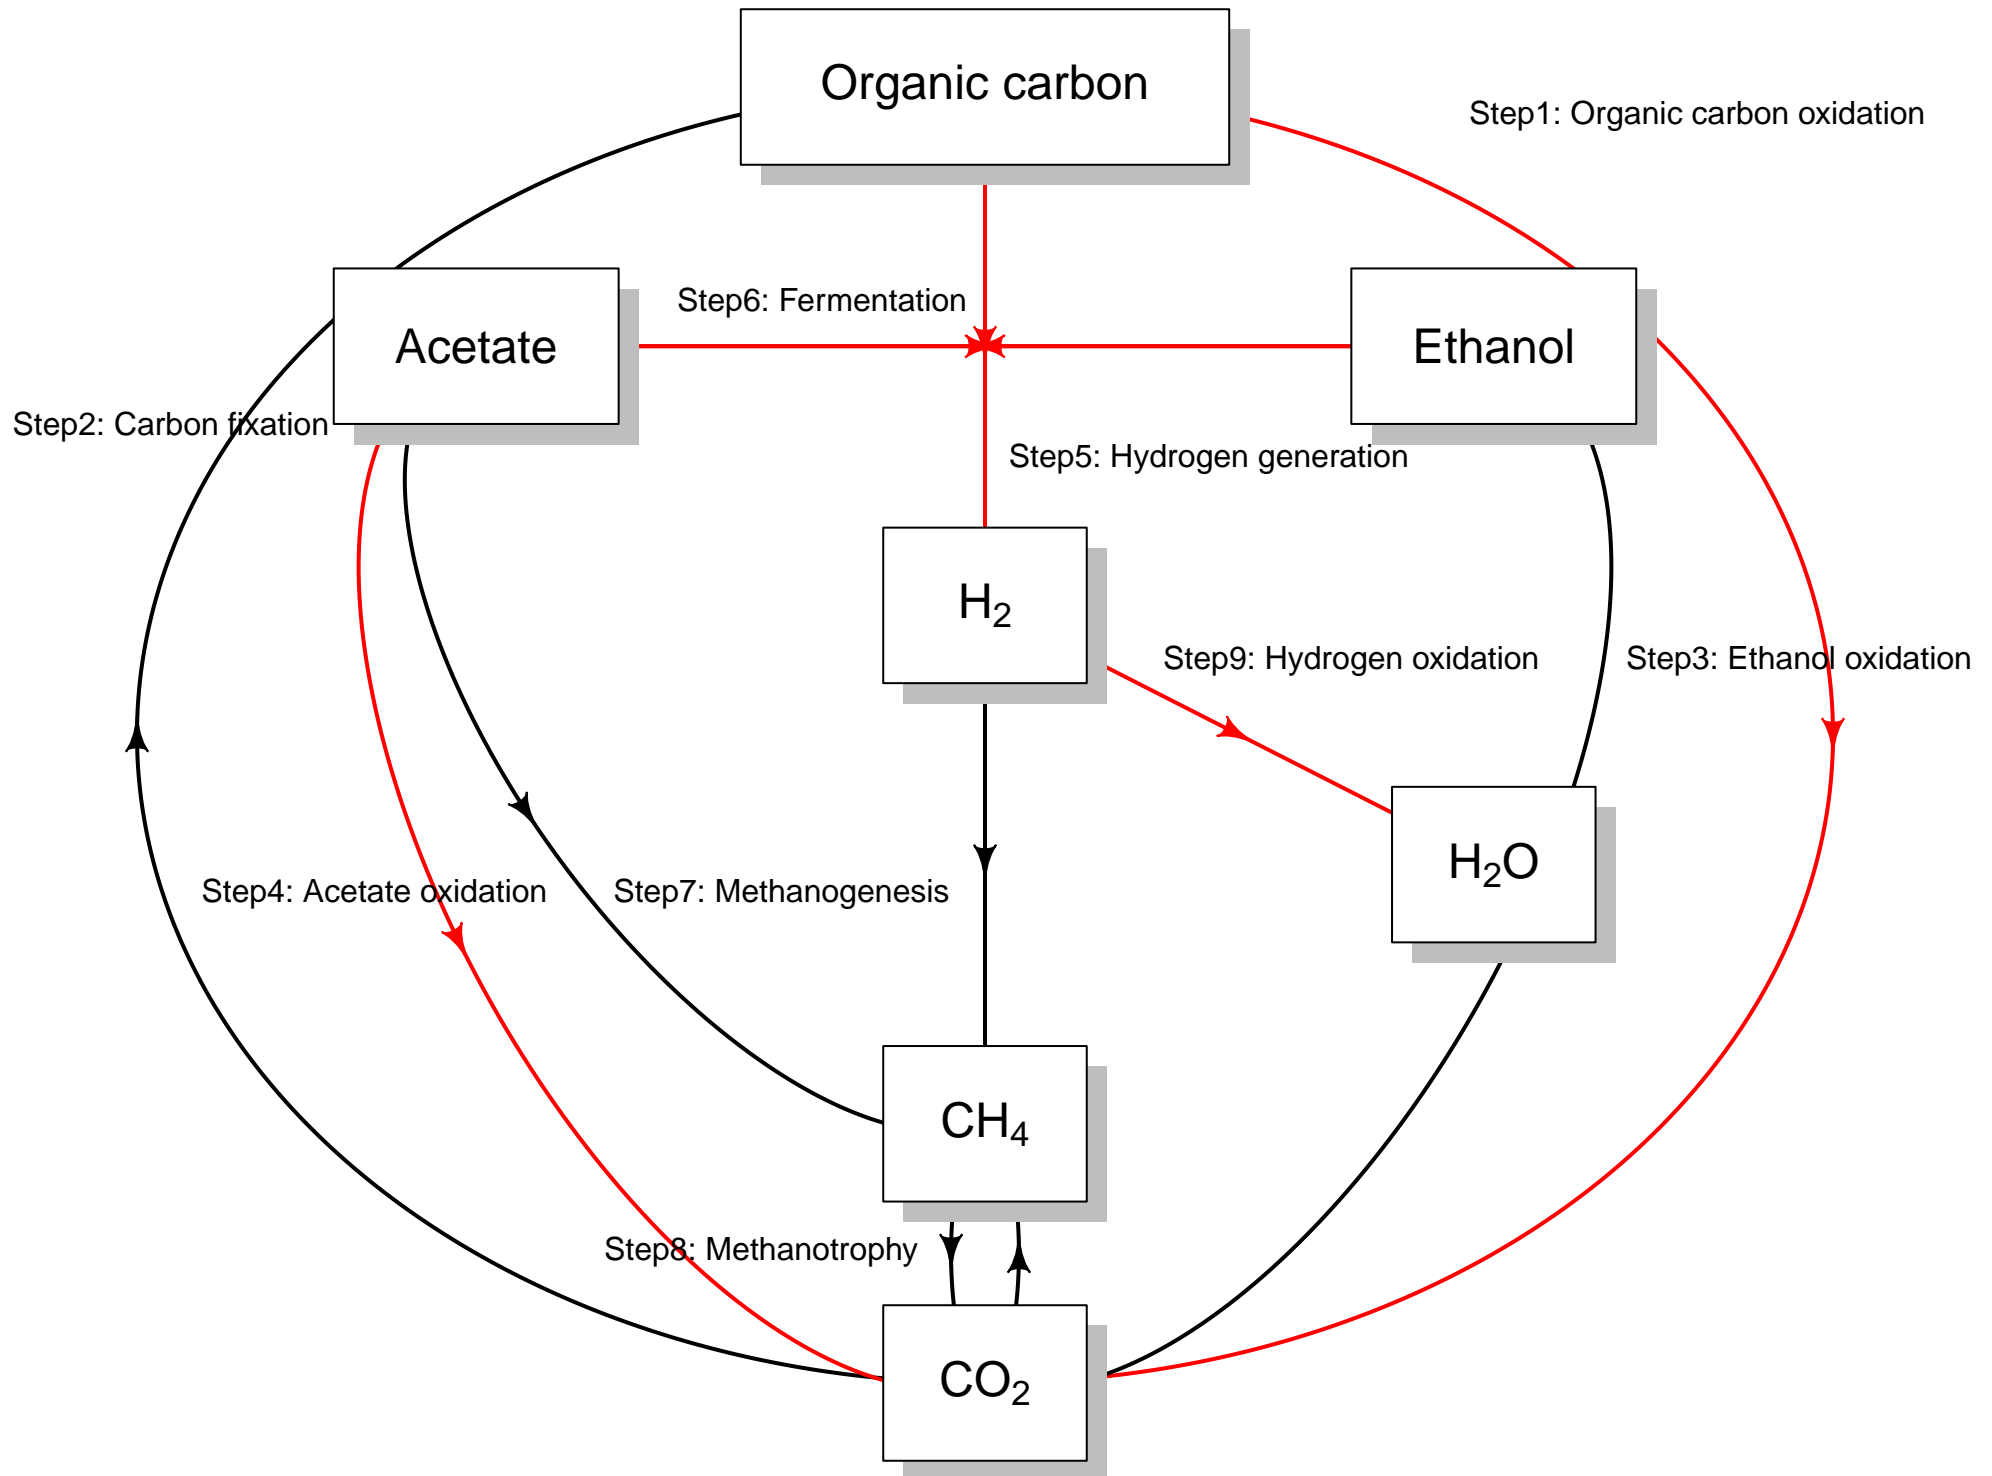 Organic carbon
Step1: Organic carbon oxidation
Step6: Fermentation
Acetate
Ethanol
Step2: Carbon fixation
Step5: Hydrogen generation
H₂
Step9: Hydrogen oxidation
Step3: Ethanol oxidation
H₂O
Step4: Acetate oxidation
Step7: Methanogenesis
CH₄
Step8: Methanotrophy
CO₂